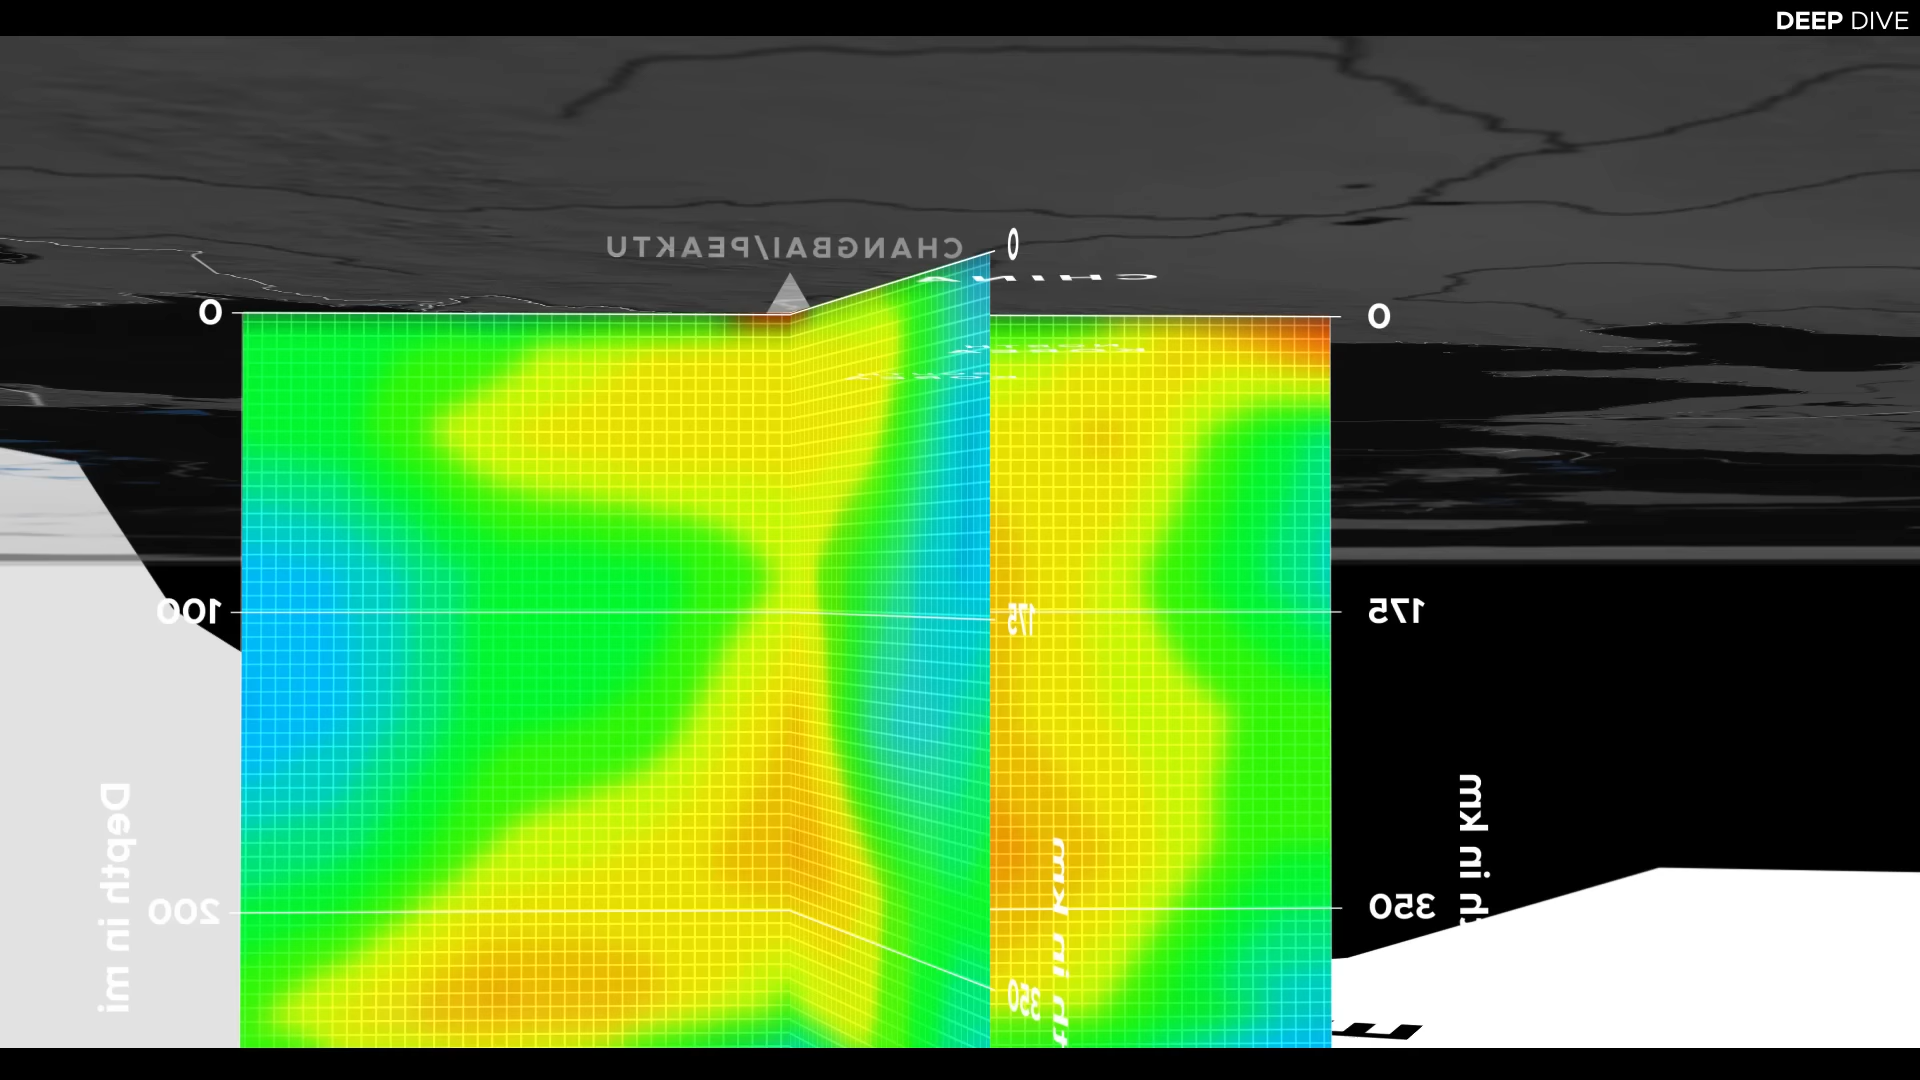 DEEP DIVE
CHANGBAI/PEAKTU
0
CHINA
0
0
100
175
175
Depth in mi
km
200
350
350
in km